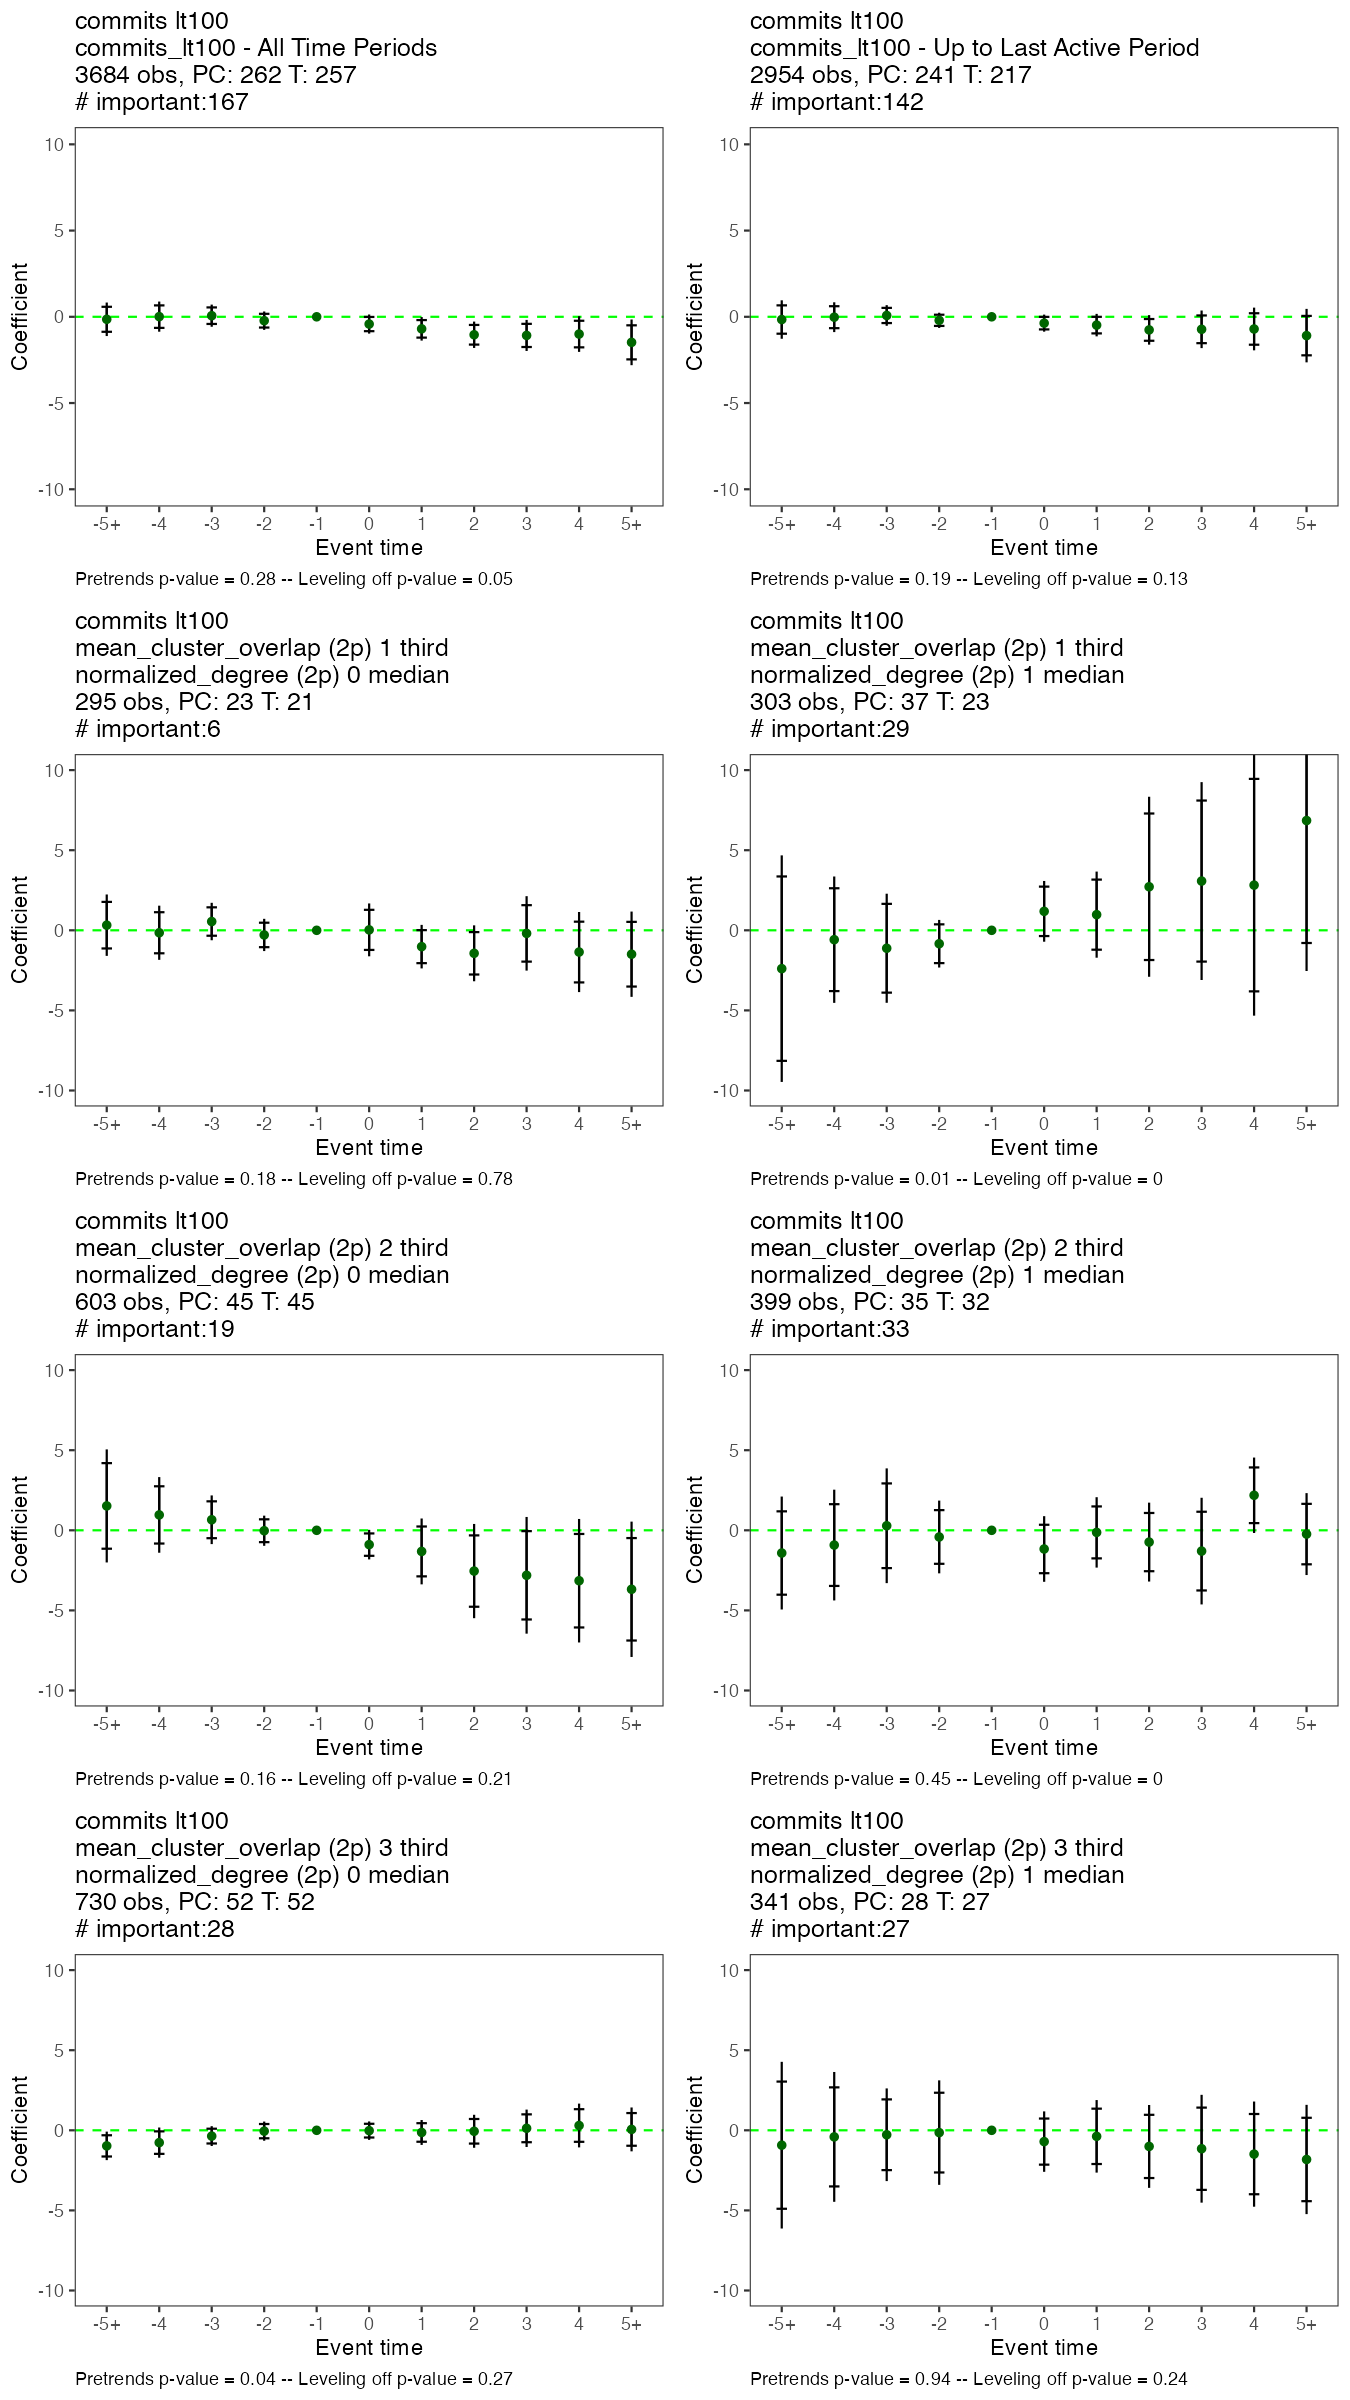 commits lt100
commits_lt100 - All Time Periods
3684 obs, PC: 262 T: 257
# important:167
10
5
0
-5
-10
Coefficient
-5+ -4 -3 -2 -1 0 1 2 3 4 5+
Event time
Pretrends p-value = 0.28 -- Leveling off p-value = 0.05
commits lt100
commits_lt100 - Up to Last Active Period
2954 obs, PC: 241 T: 217
# important:142
10
5
0
-5
-10
Coefficient
-5+ -4 -3 -2 -1 0 1 2 3 4 5+
Event time
Pretrends p-value = 0.19 -- Leveling off p-value = 0.13
commits lt100
mean_cluster_overlap (2p) 1 third
normalized_degree (2p) 0 median
295 obs, PC: 23 T: 21
# important:6
10
5
0
-5
-10
Coefficient
-5+ -4 -3 -2 -1 0 1 2 3 4 5+
Event time
Pretrends p-value = 0.18 -- Leveling off p-value = 0.78
commits lt100
mean_cluster_overlap (2p) 1 third
normalized_degree (2p) 1 median
303 obs, PC: 37 T: 23
# important:29
10
5
0
-5
-10
Coefficient
-5+ -4 -3 -2 -1 0 1 2 3 4 5+
Event time
Pretrends p-value = 0.01 -- Leveling off p-value = 0
commits lt100
mean_cluster_overlap (2p) 2 third
normalized_degree (2p) 0 median
603 obs, PC: 45 T: 45
# important:19
10
5
0
-5
-10
Coefficient
-5+ -4 -3 -2 -1 0 1 2 3 4 5+
Event time
Pretrends p-value = 0.16 -- Leveling off p-value = 0.21
commits lt100
mean_cluster_overlap (2p) 2 third
normalized_degree (2p) 1 median
399 obs, PC: 35 T: 32
# important:33
10
5
0
-5
-10
Coefficient
-5+ -4 -3 -2 -1 0 1 2 3 4 5+
Event time
Pretrends p-value = 0.45 -- Leveling off p-value = 0
commits lt100
mean_cluster_overlap (2p) 3 third
normalized_degree (2p) 0 median
730 obs, PC: 52 T: 52
# important:28
10
5
0
-5
-10
Coefficient
-5+ -4 -3 -2 -1 0 1 2 3 4 5+
Event time
Pretrends p-value = 0.04 -- Leveling off p-value = 0.27
commits lt100
mean_cluster_overlap (2p) 3 third
normalized_degree (2p) 1 median
341 obs, PC: 28 T: 27
# important:27
10
5
0
-5
-10
Coefficient
-5+ -4 -3 -2 -1 0 1 2 3 4 5+
Event time
Pretrends p-value = 0.94 -- Leveling off p-value = 0.24